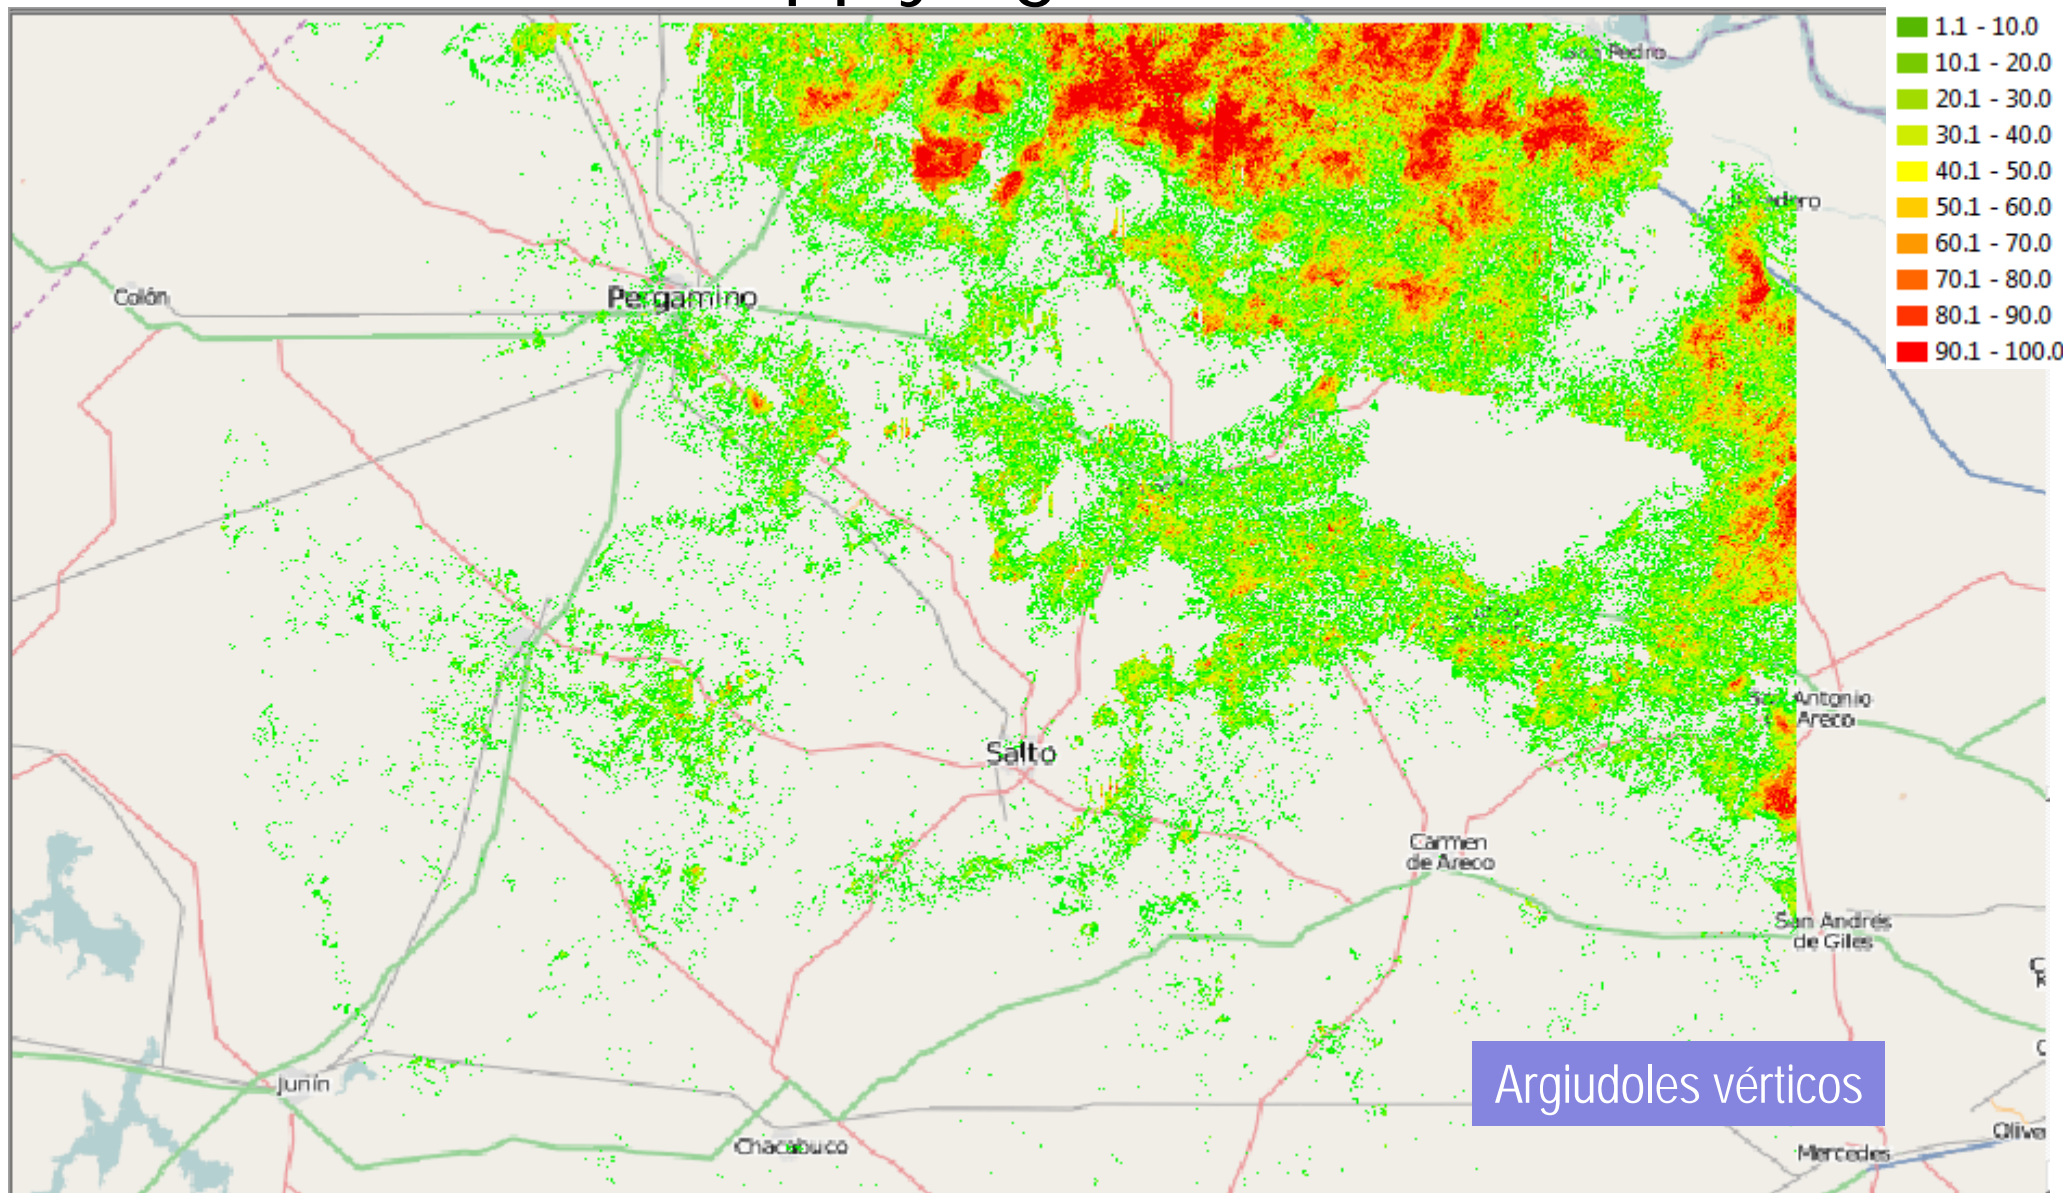 1.1 - 10.0
10.1 - 20.0
20.1 - 30.0
30.1 - 40.0
40.1 - 50.0
50.1 - 60.0
60.1 - 70.0
70.1 - 80.0
80.1 - 90.0
90.1 - 100.0
San Pedro
Colón
Pergamino
Salto
San Antonio
Areco
Carmen
de Areco
San Andrés
de Giles
Junín
Argiudoles vérticos
Chacabuco
Mercedes
Olive